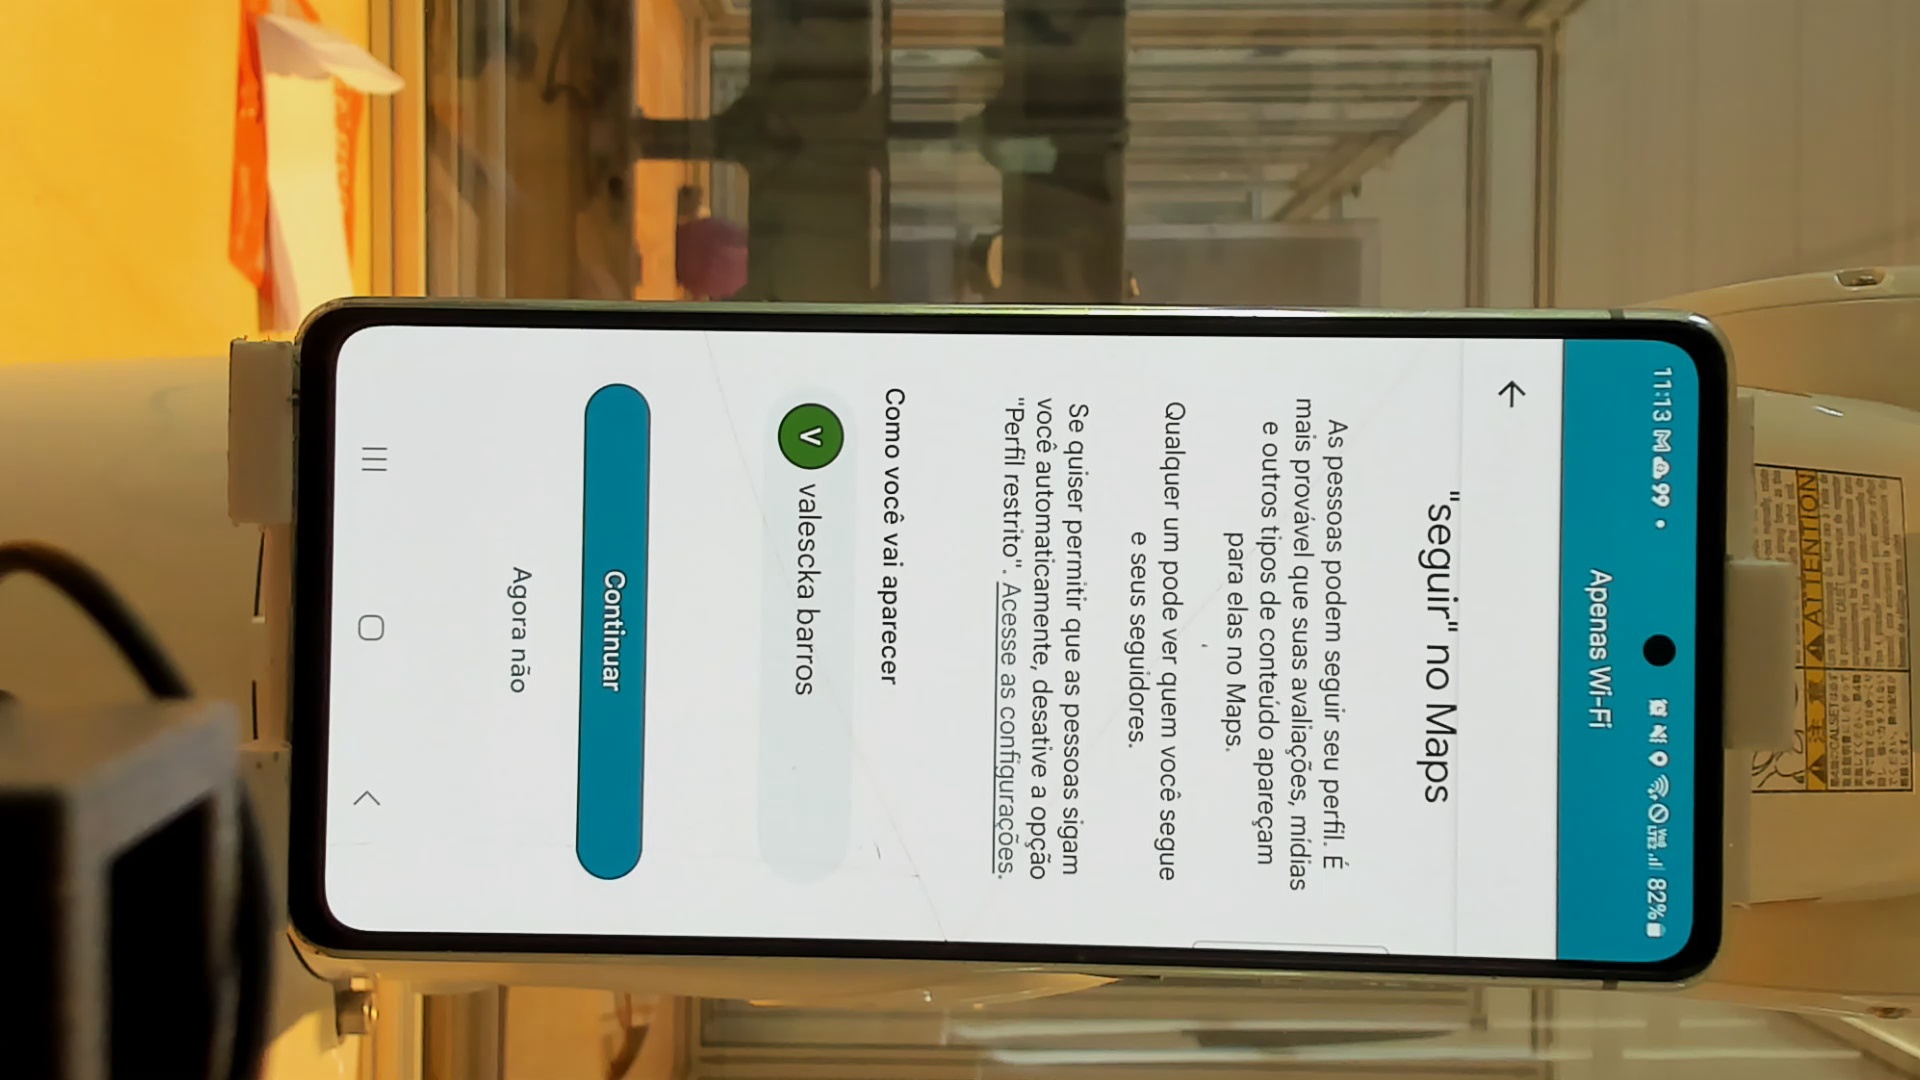 11:13 99 •
82%
Apenas Wi-Fi
"seguir" no Maps
As pessoas podem seguir seu perfil. É
mais provável que suas avaliações, mídias
e outros tipos de conteúdo apareçam
para elas no Maps.
Qualquer um pode ver quem você segue
e seus seguidores.
Se quiser permitir que as pessoas sigam
você automaticamente, desative a opção
"Perfil restrito". Acesse as configurações.
Como você vai aparecer
V valescka barros
Continuar
Agora não
ATTENTION